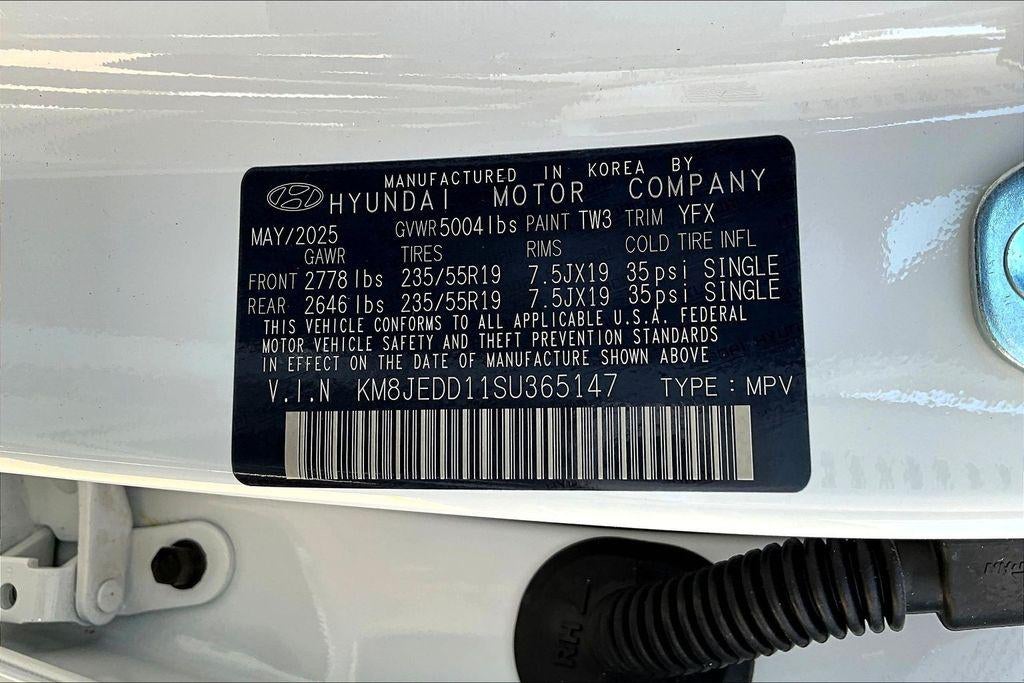 MANUFACTURED IN KOREA BY
HYUNDAI MOTOR COMPANY
MAY/2025 GVWR 5004 lbs PAINT TW3 TRIM YFX
GAWR TIRES RIMS COLD TIRE INFL
FRONT 2778 lbs 235/55R19 7.5JX19 35psi SINGLE
REAR 2646 lbs 235/55R19 7.5JX19 35psi SINGLE
THIS VEHICLE CONFORMS TO ALL APPLICABLE U.S.A. FEDERAL
MOTOR VEHICLE SAFETY AND THEFT PREVENTION STANDARDS
IN EFFECT ON THE DATE OF MANUFACTURE SHOWN ABOVE
V.I.N KM8JEDD11SU365147 TYPE : MPV
RH